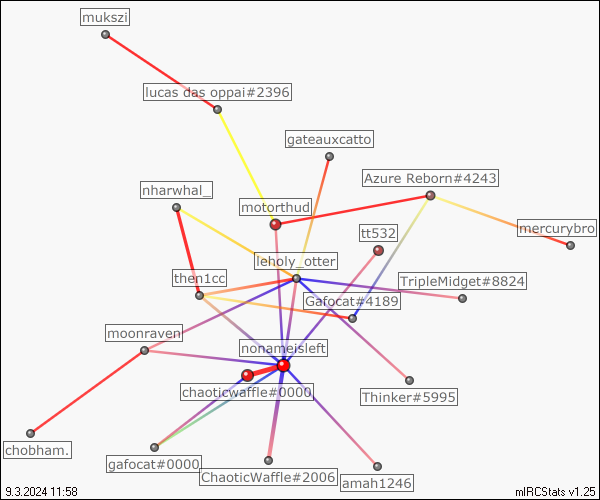 mukszi
lucas das oppai#2396
gateauxcatto
Azure Reborn#4243
nharwhal_
motorthud
mercurybro
tt532
leholy_otter
then1cc
TripleMidget#8824
Gafocat#4189
moonraven
nonameisleft
chaoticwaffle#0000
Thinker#5995
chobham.
gafocat#0000
ChaoticWaffle#2006
amah1246
9.3.2024 11:58
mIRCStats v1.25